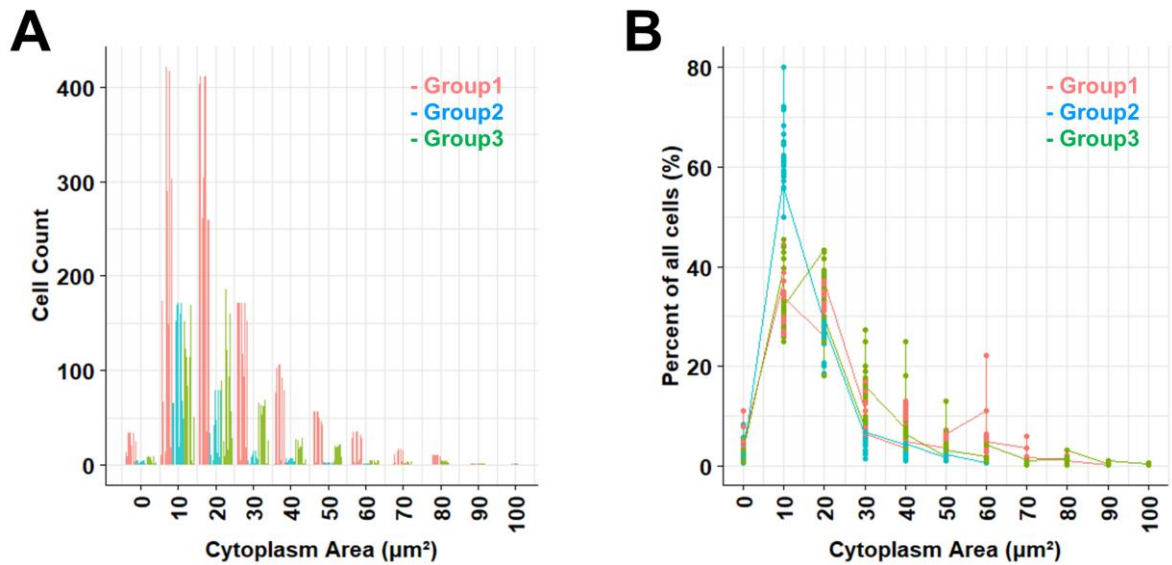 A
Cell Count
400
300
200
100
0
- Group1
- Group2
- Group3
0 10 20 30 40 50 60 70 80 90 100
Cytoplasm Area (μm²)
B
Percent of all cells (%)
80
60
40
20
0
- Group1
- Group2
- Group3
0 10 20 30 40 50 60 70 80 90 100
Cytoplasm Area (μm²)